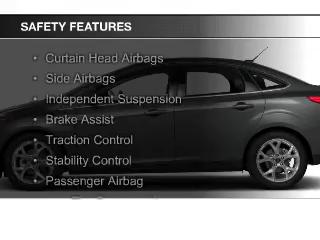 SAFETY FEATURES
• Curtain Head Airbags
• Side Airbags
• Independent Suspension
• Brake Assist
• Traction Control
• Stability Control
• Passenger Airbag